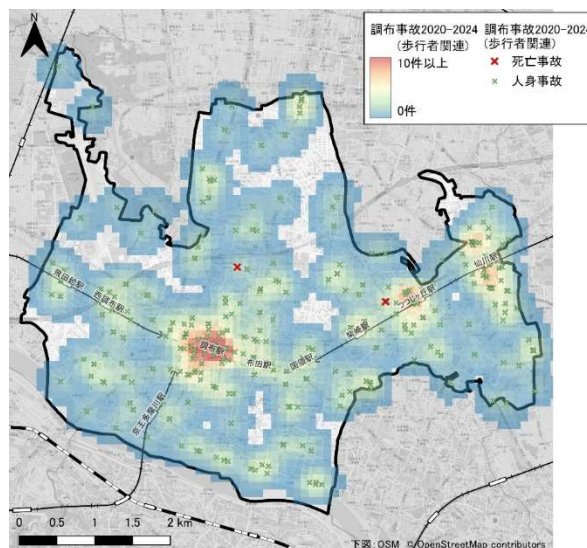 N
調布事故2020-2024
(歩行者関連)
10件以上
0件
調布事故2020-2024
(歩行者関連)
死亡事故
人身事故
仙川駅
つつじヶ丘駅
柴崎駅
国領駅
布田駅
調布駅
西調布駅
飛田給駅
京王多摩川駅
0 0.5 1 1.5 2 km
下図:OSM ©OpenStreetMap contributors